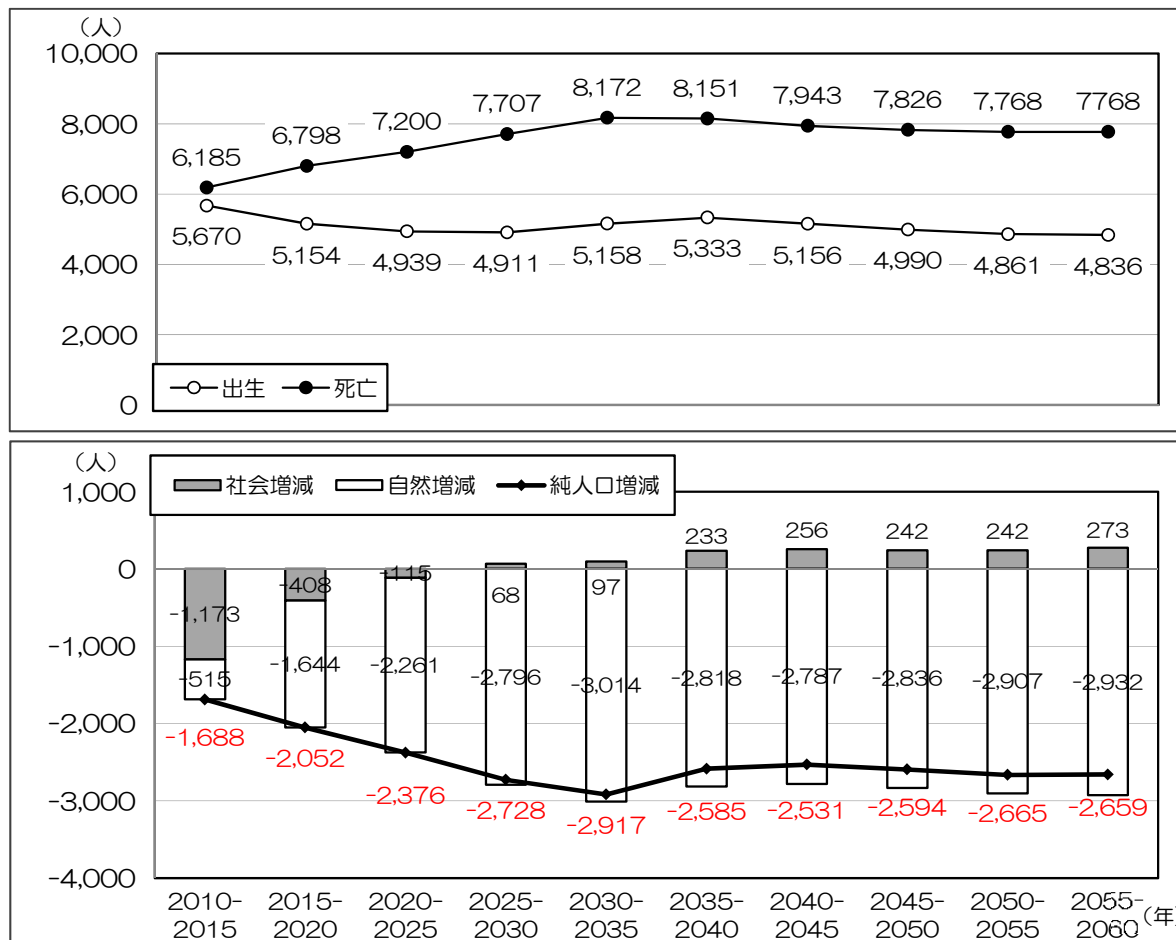 （人）
10,000
8,000
6,000
4,000
2,000
0
6,185 6,798 7,200 7,707 8,172 8,151 7,943 7,826 7,768 7768
5,670 5,154 4,939 4,911 5,158 5,333 5,156 4,990 4,861 4,836
出生 死亡
（人）
社会増減 自然増減 純人口増減
1,000
0
-1,000
-2,000
-3,000
-4,000
-1,173 -408 -115 68 97 233 256 242 242 273
-515 -1,644 -2,261 -2,796 -3,014 -2,818 -2,787 -2,836 -2,907 -2,932
-1,688 -2,052 -2,376 -2,728 -2,917 -2,585 -2,531 -2,594 -2,665 -2,659
2010- 2015- 2020- 2025- 2030- 2035- 2040- 2045- 2050- 2055-
2015 2020 2025 2030 2035 2040 2045 2050 2055 2060 （年）